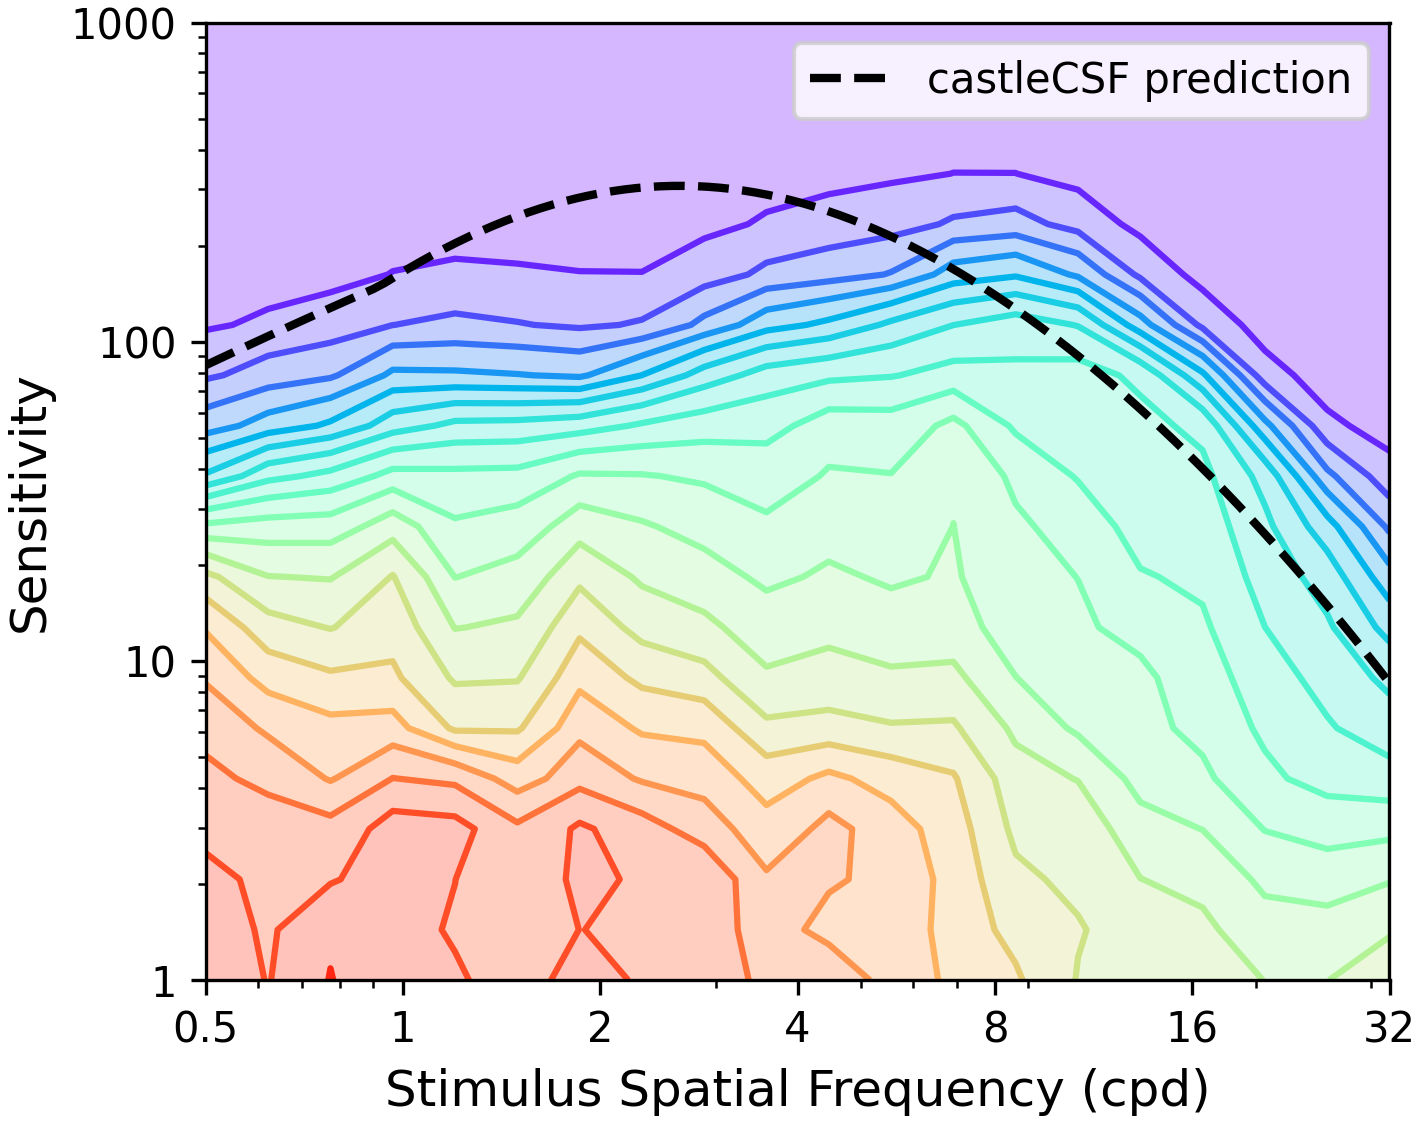 1000
castleCSF prediction
100
Sensitivity
10
1
0.5 1 2 4 8 16 32
Stimulus Spatial Frequency (cpd)